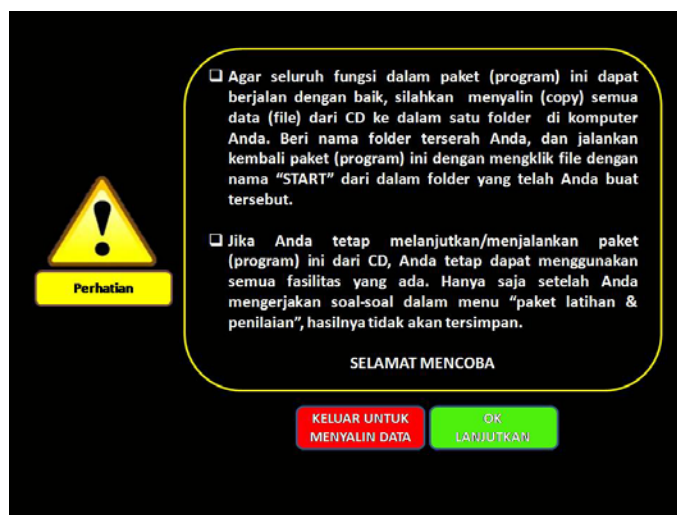 ❑ Agar seluruh fungsi dalam paket (program) ini dapat
berjalan dengan baik, silahkan menyalin (copy) semua
data (file) dari CD ke dalam satu folder di komputer
Anda. Beri nama folder terserah Anda, dan jalankan
kembali paket (program) ini dengan mengklik file dengan
nama “START” dari dalam folder yang telah Anda buat
tersebut.
❑ Jika Anda tetap melanjutkan/menjalankan paket
(program) ini dari CD, Anda tetap dapat menggunakan
semua fasilitas yang ada. Hanya saja setelah Anda
mengerjakan soal-soal dalam menu “paket latihan &
penilaian”, hasilnya tidak akan tersimpan.
SELAMAT MENCOBA
!
Perhatian
KELUAR UNTUK
MENYALIN DATA
OK
LANJUTKAN